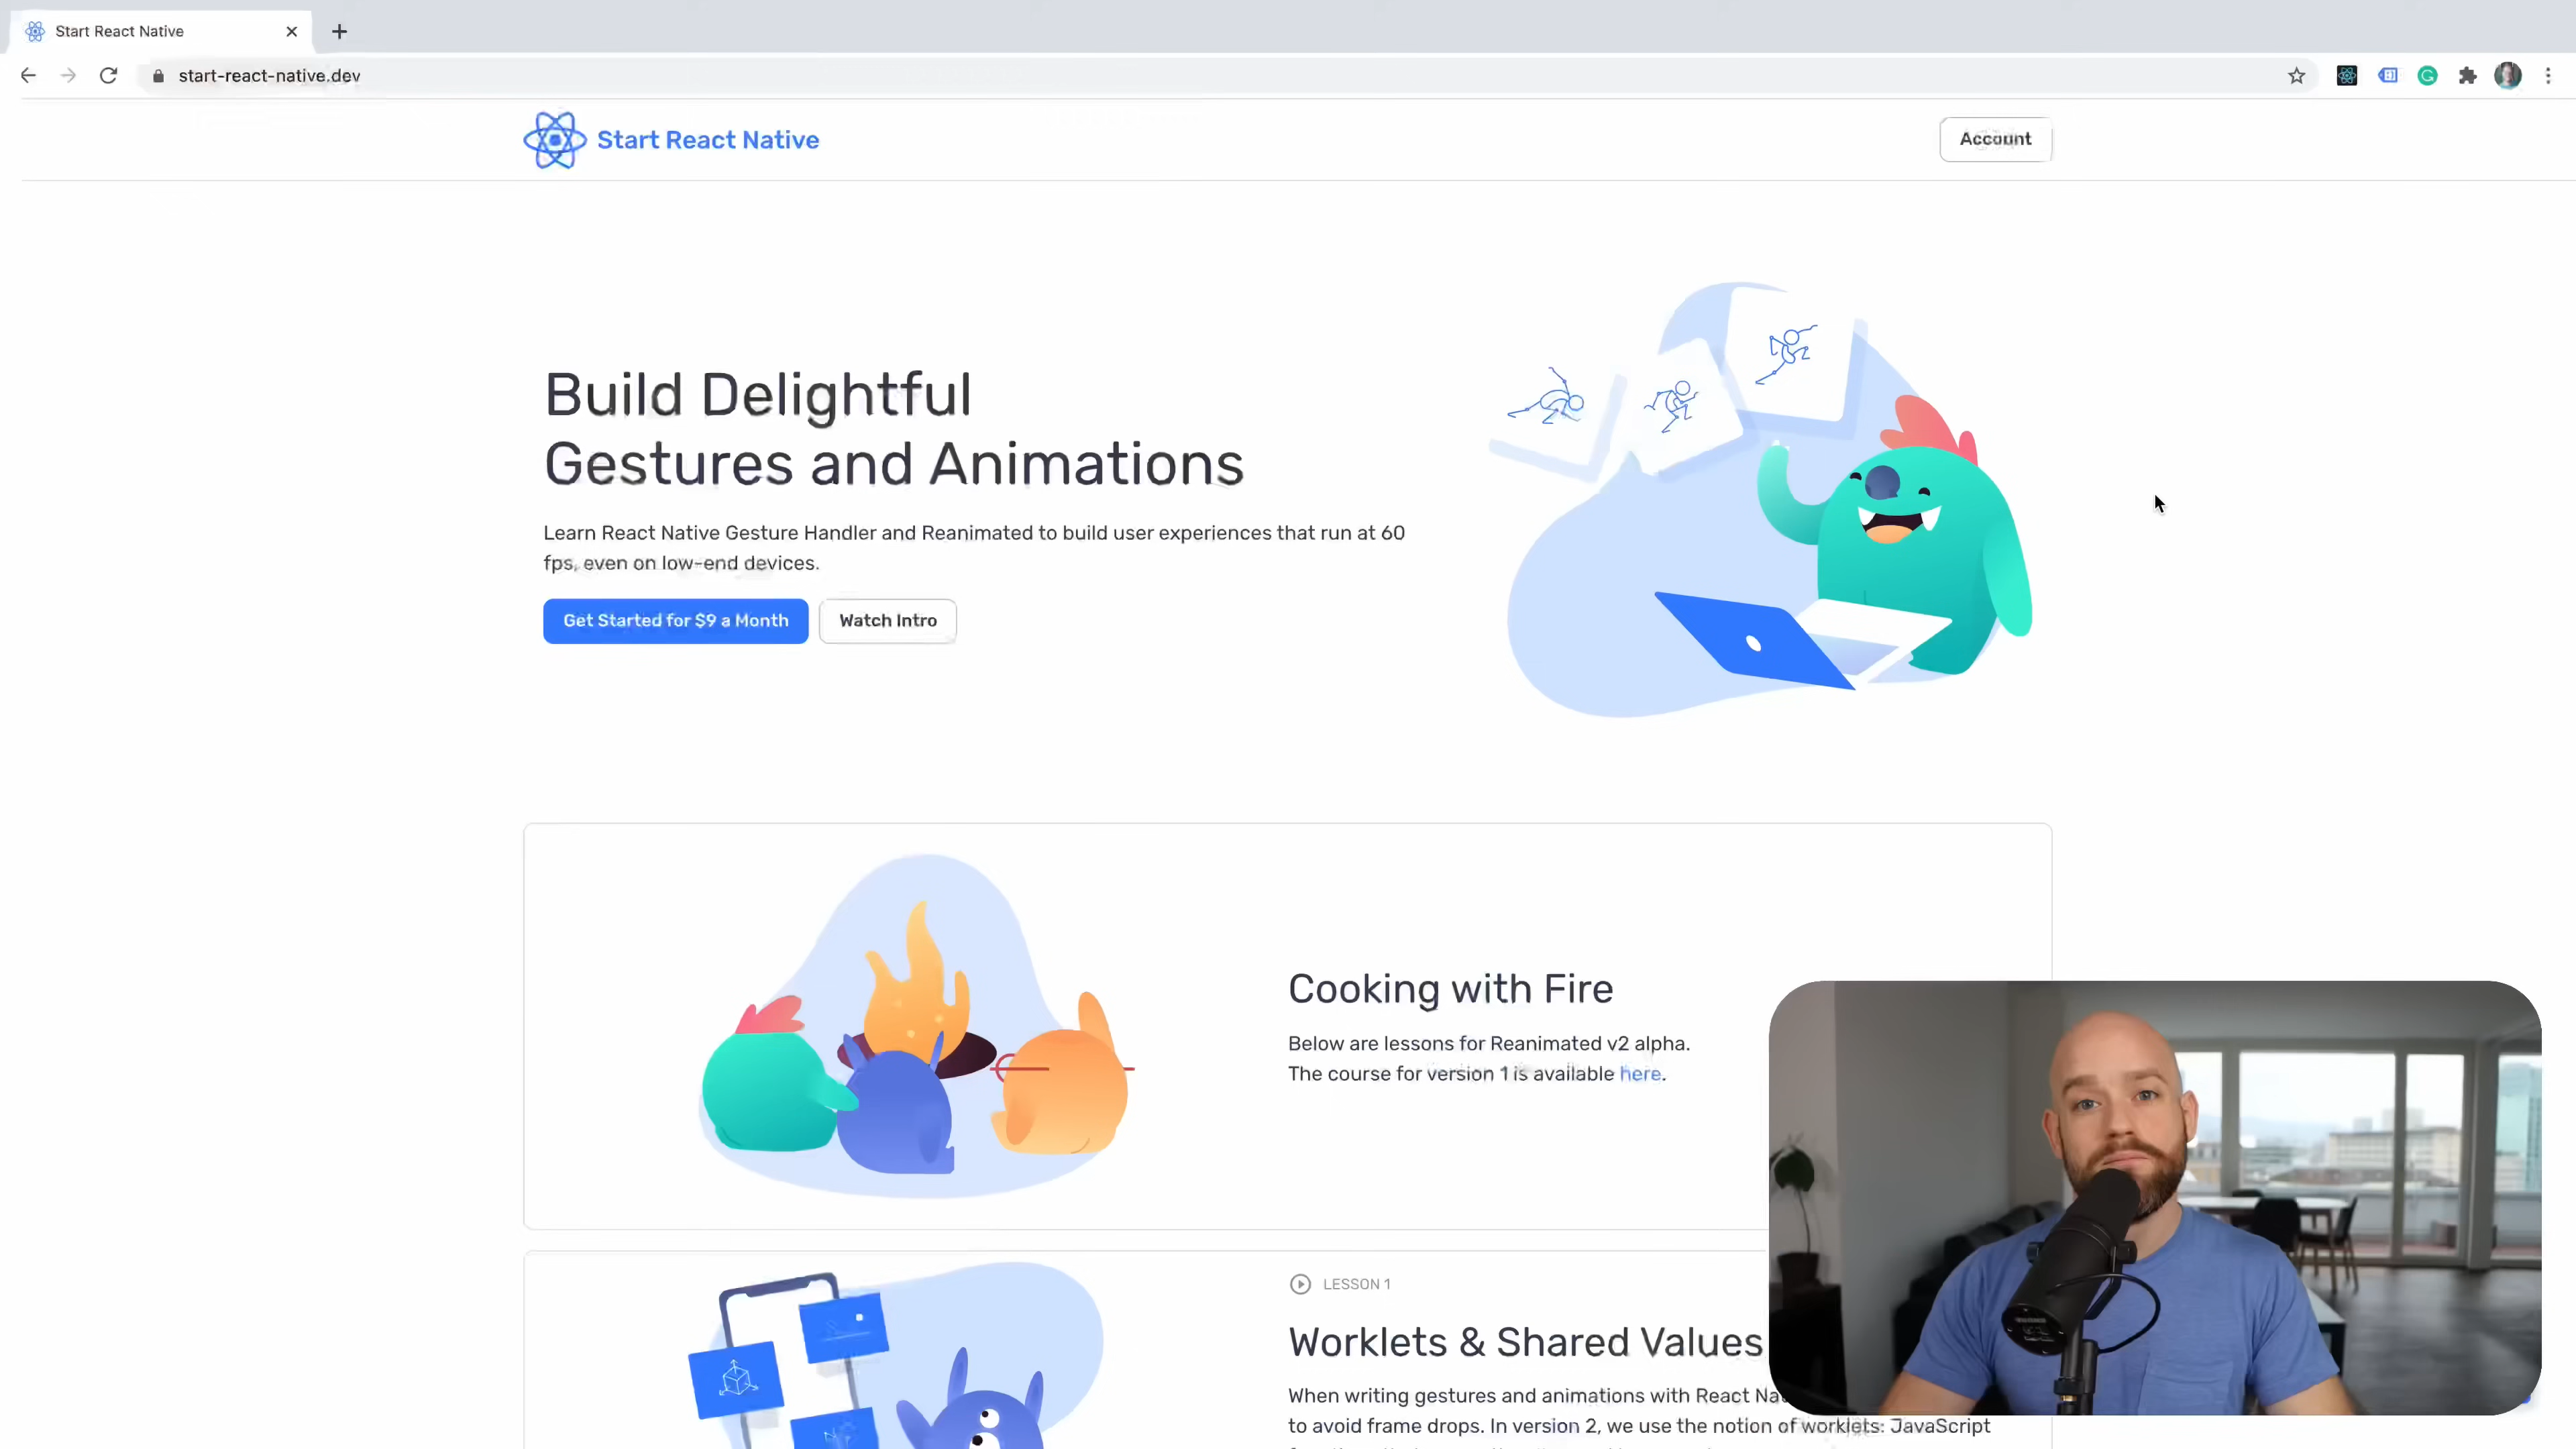 Start React Native
start-react-native.dev
Start React Native
Account
Build Delightful
Gestures and Animations
Learn React Native Gesture Handler and Reanimated to build user experiences that run at 60
fps, even on low-end devices.
Get Started for $9 a Month
Watch Intro
Cooking with Fire
Below are lessons for Reanimated v2 alpha.
The course for version 1 is available here.
LESSON 1
Worklets & Shared Values
When writing gestures and animations with React Na
to avoid frame drops. In version 2, we use the notion of worklets: JavaScript